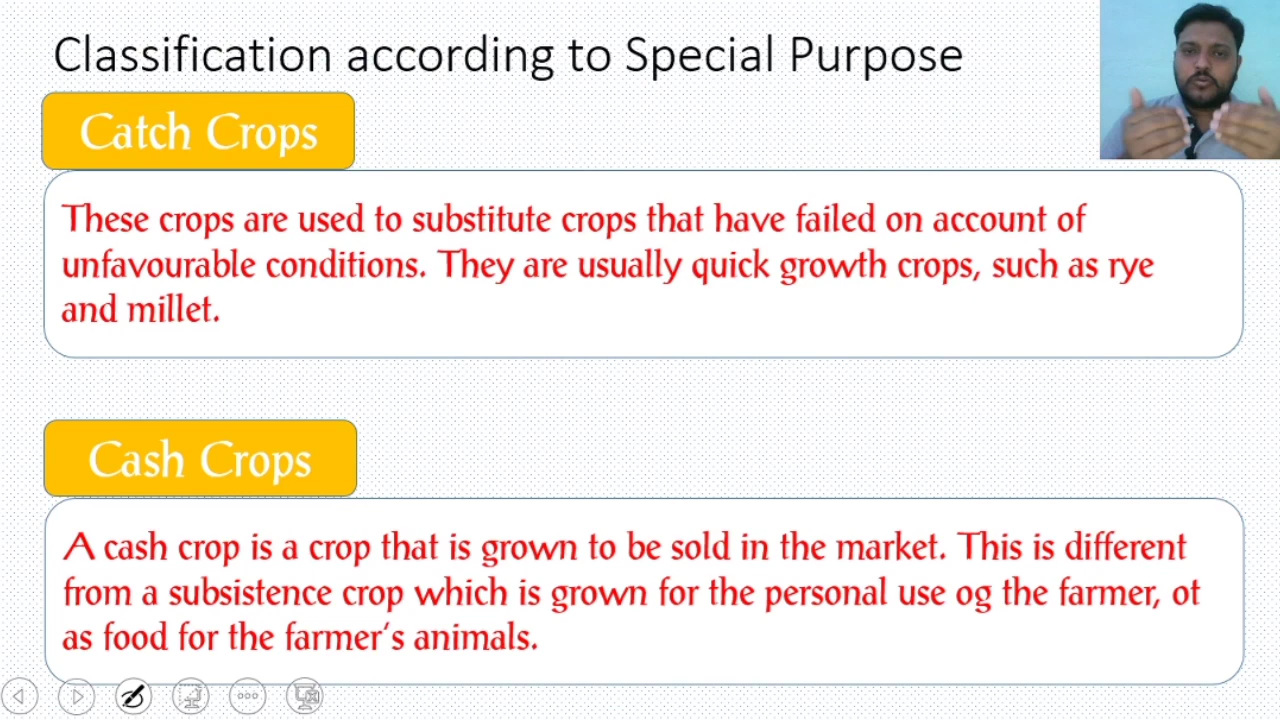 Classification according to Special Purpose
Catch Crops
These crops are used to substitute crops that have failed on account of
unfavourable conditions. They are usually quick growth crops, such as rye
and millet.
Cash Crops
A cash crop is a crop that is grown to be sold in the market. This is different
from a subsistence crop which is grown for the personal use og the farmer, ot
as food for the farmer's animals.